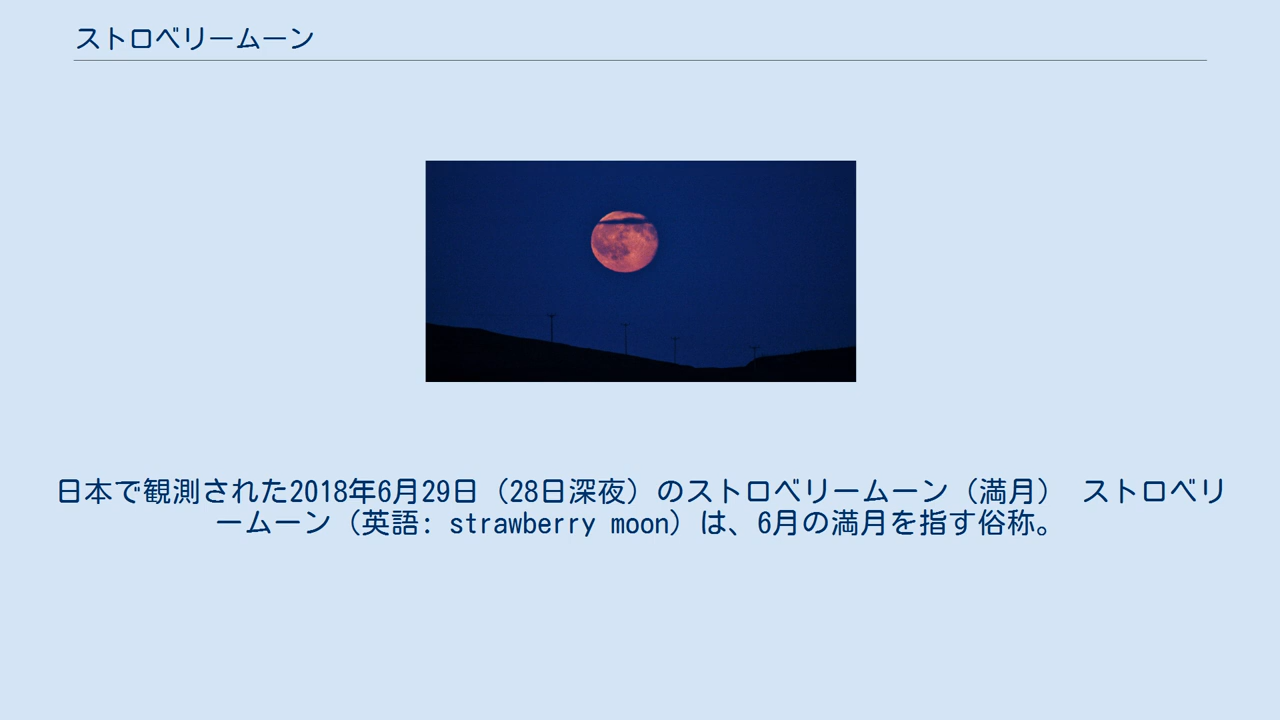 ストロベリームーン
日本で観測された2018年6月29日（28日深夜）のストロベリームーン（満月） ストロベリ
ームーン（英語: strawberry moon）は、6月の満月を指す俗称。